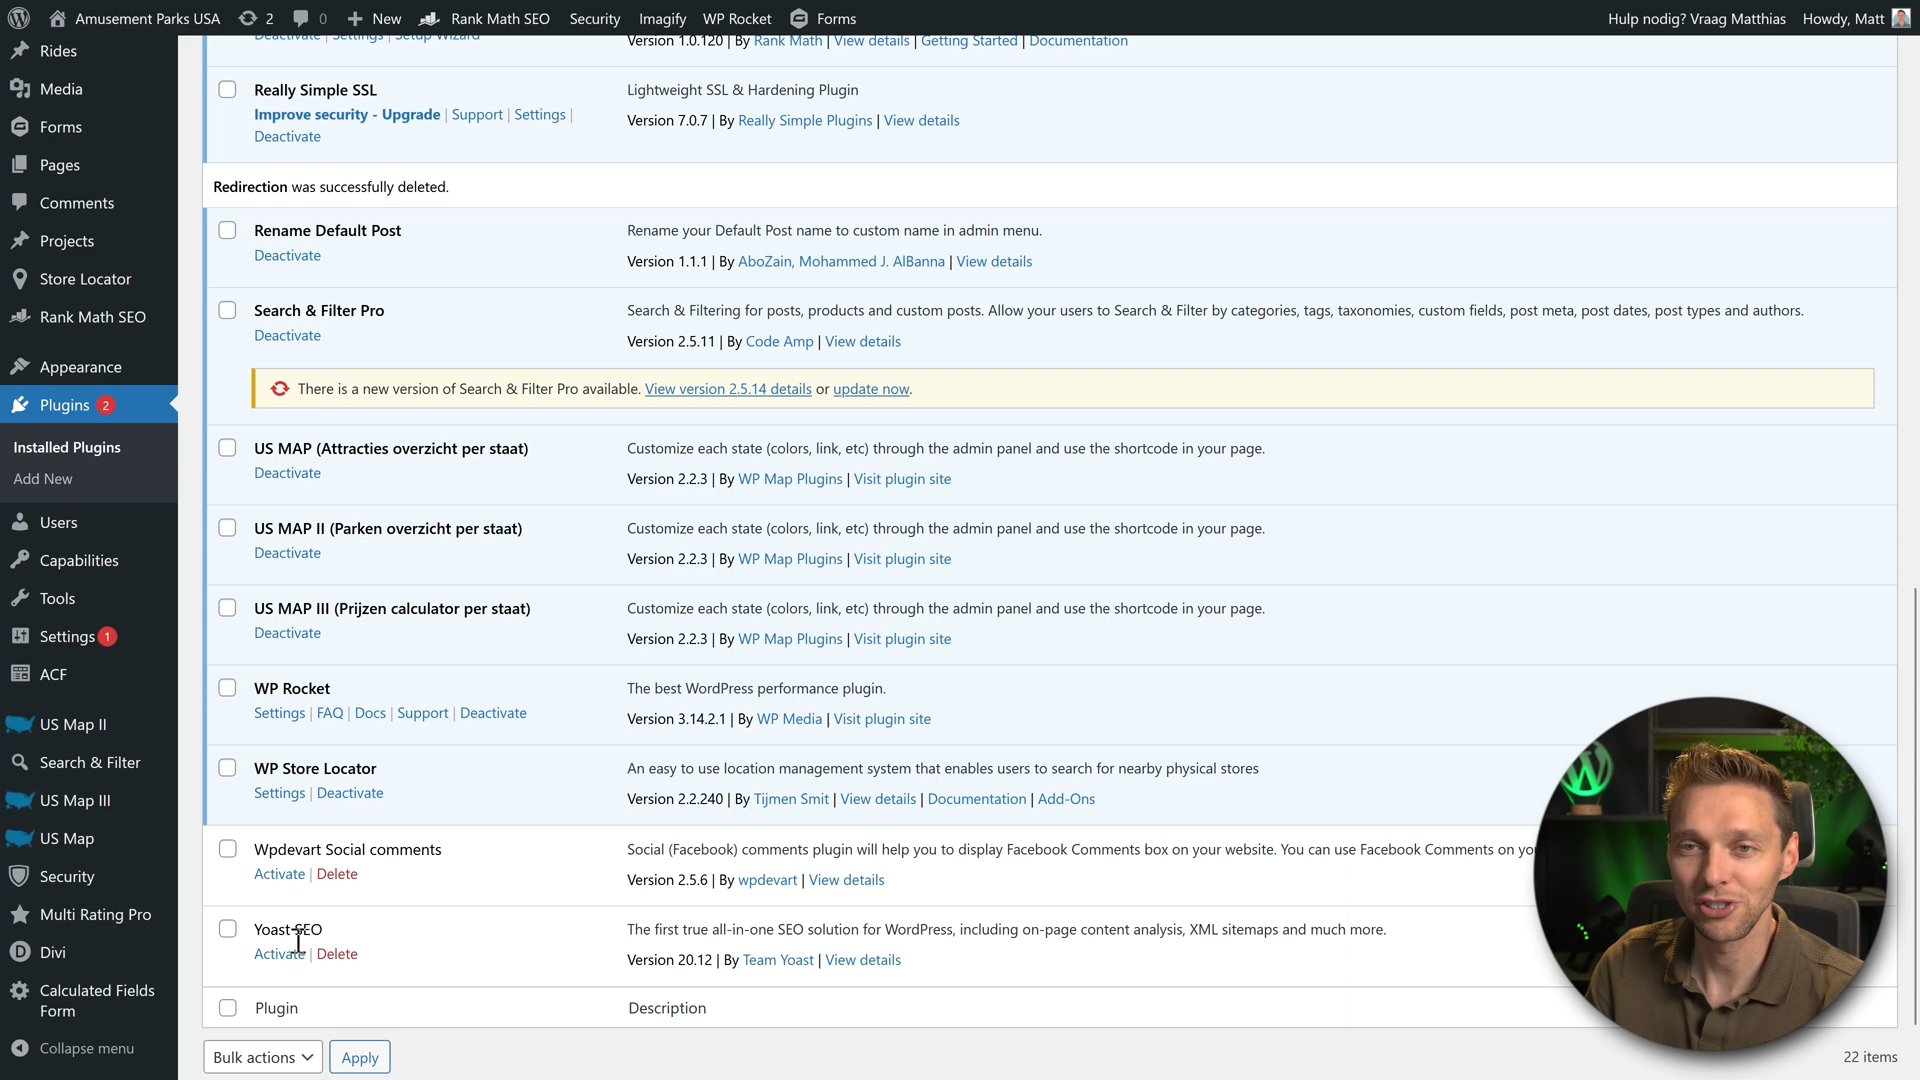 Amusement Parks USA 2 0 New Rank Math SEO Security Imagify WP Rocket Forms Hulp nodig? Vraag Matthias Howdy, Matt
Rides
Media
Forms
Pages
Comments
Projects
Store Locator
Rank Math SEO
Appearance
Plugins 2
Installed Plugins
Add New
Users
Capabilities
Tools
Settings 1
ACF
US Map II
Search & Filter
US Map III
US Map
Security
Multi Rating Pro
Divi
Calculated Fields
Form
Collapse menu
Deactivate | Settings | Setup Wizard
Version 1.0.120 | By Rank Math | View details | Getting Started | Documentation
Really Simple SSL
Improve security - Upgrade | Support | Settings |
Deactivate
Lightweight SSL & Hardening Plugin
Version 7.0.7 | By Really Simple Plugins | View details
Redirection was successfully deleted.
Rename Default Post
Deactivate
Rename your Default Post name to custom name in admin menu.
Version 1.1.1 | By AboZain, Mohammed J. AlBanna | View details
Search & Filter Pro
Deactivate
Search & Filtering for posts, products and custom posts. Allow your users to Search & Filter by categories, tags, taxonomies, custom fields, post meta, post dates, post types and authors.
Version 2.5.11 | By Code Amp | View details
There is a new version of Search & Filter Pro available. View version 2.5.14 details or update now.
US MAP (Attracties overzicht per staat)
Deactivate
Customize each state (colors, link, etc) through the admin panel and use the shortcode in your page.
Version 2.2.3 | By WP Map Plugins | Visit plugin site
US MAP II (Parken overzicht per staat)
Deactivate
Customize each state (colors, link, etc) through the admin panel and use the shortcode in your page.
Version 2.2.3 | By WP Map Plugins | Visit plugin site
US MAP III (Prijzen calculator per staat)
Deactivate
Customize each state (colors, link, etc) through the admin panel and use the shortcode in your page.
Version 2.2.3 | By WP Map Plugins | Visit plugin site
WP Rocket
Settings | FAQ | Docs | Support | Deactivate
The best WordPress performance plugin.
Version 3.14.2.1 | By WP Media | Visit plugin site
WP Store Locator
Settings | Deactivate
An easy to use location management system that enables users to search for nearby physical stores
Version 2.2.240 | By Tijmen Smit | View details | Documentation | Add-Ons
Wpdevart Social comments
Activate | Delete
Social (Facebook) comments plugin will help you to display Facebook Comments box on your website. You can use Facebook Comments on
Version 2.5.6 | By wpdevart | View details
Yoast SEO
Activate | Delete
The first true all-in-one SEO solution for WordPress, including on-page content analysis, XML sitemaps and much more.
Version 20.12 | By Team Yoast | View details
Plugin Description
Bulk actions Apply 22 items